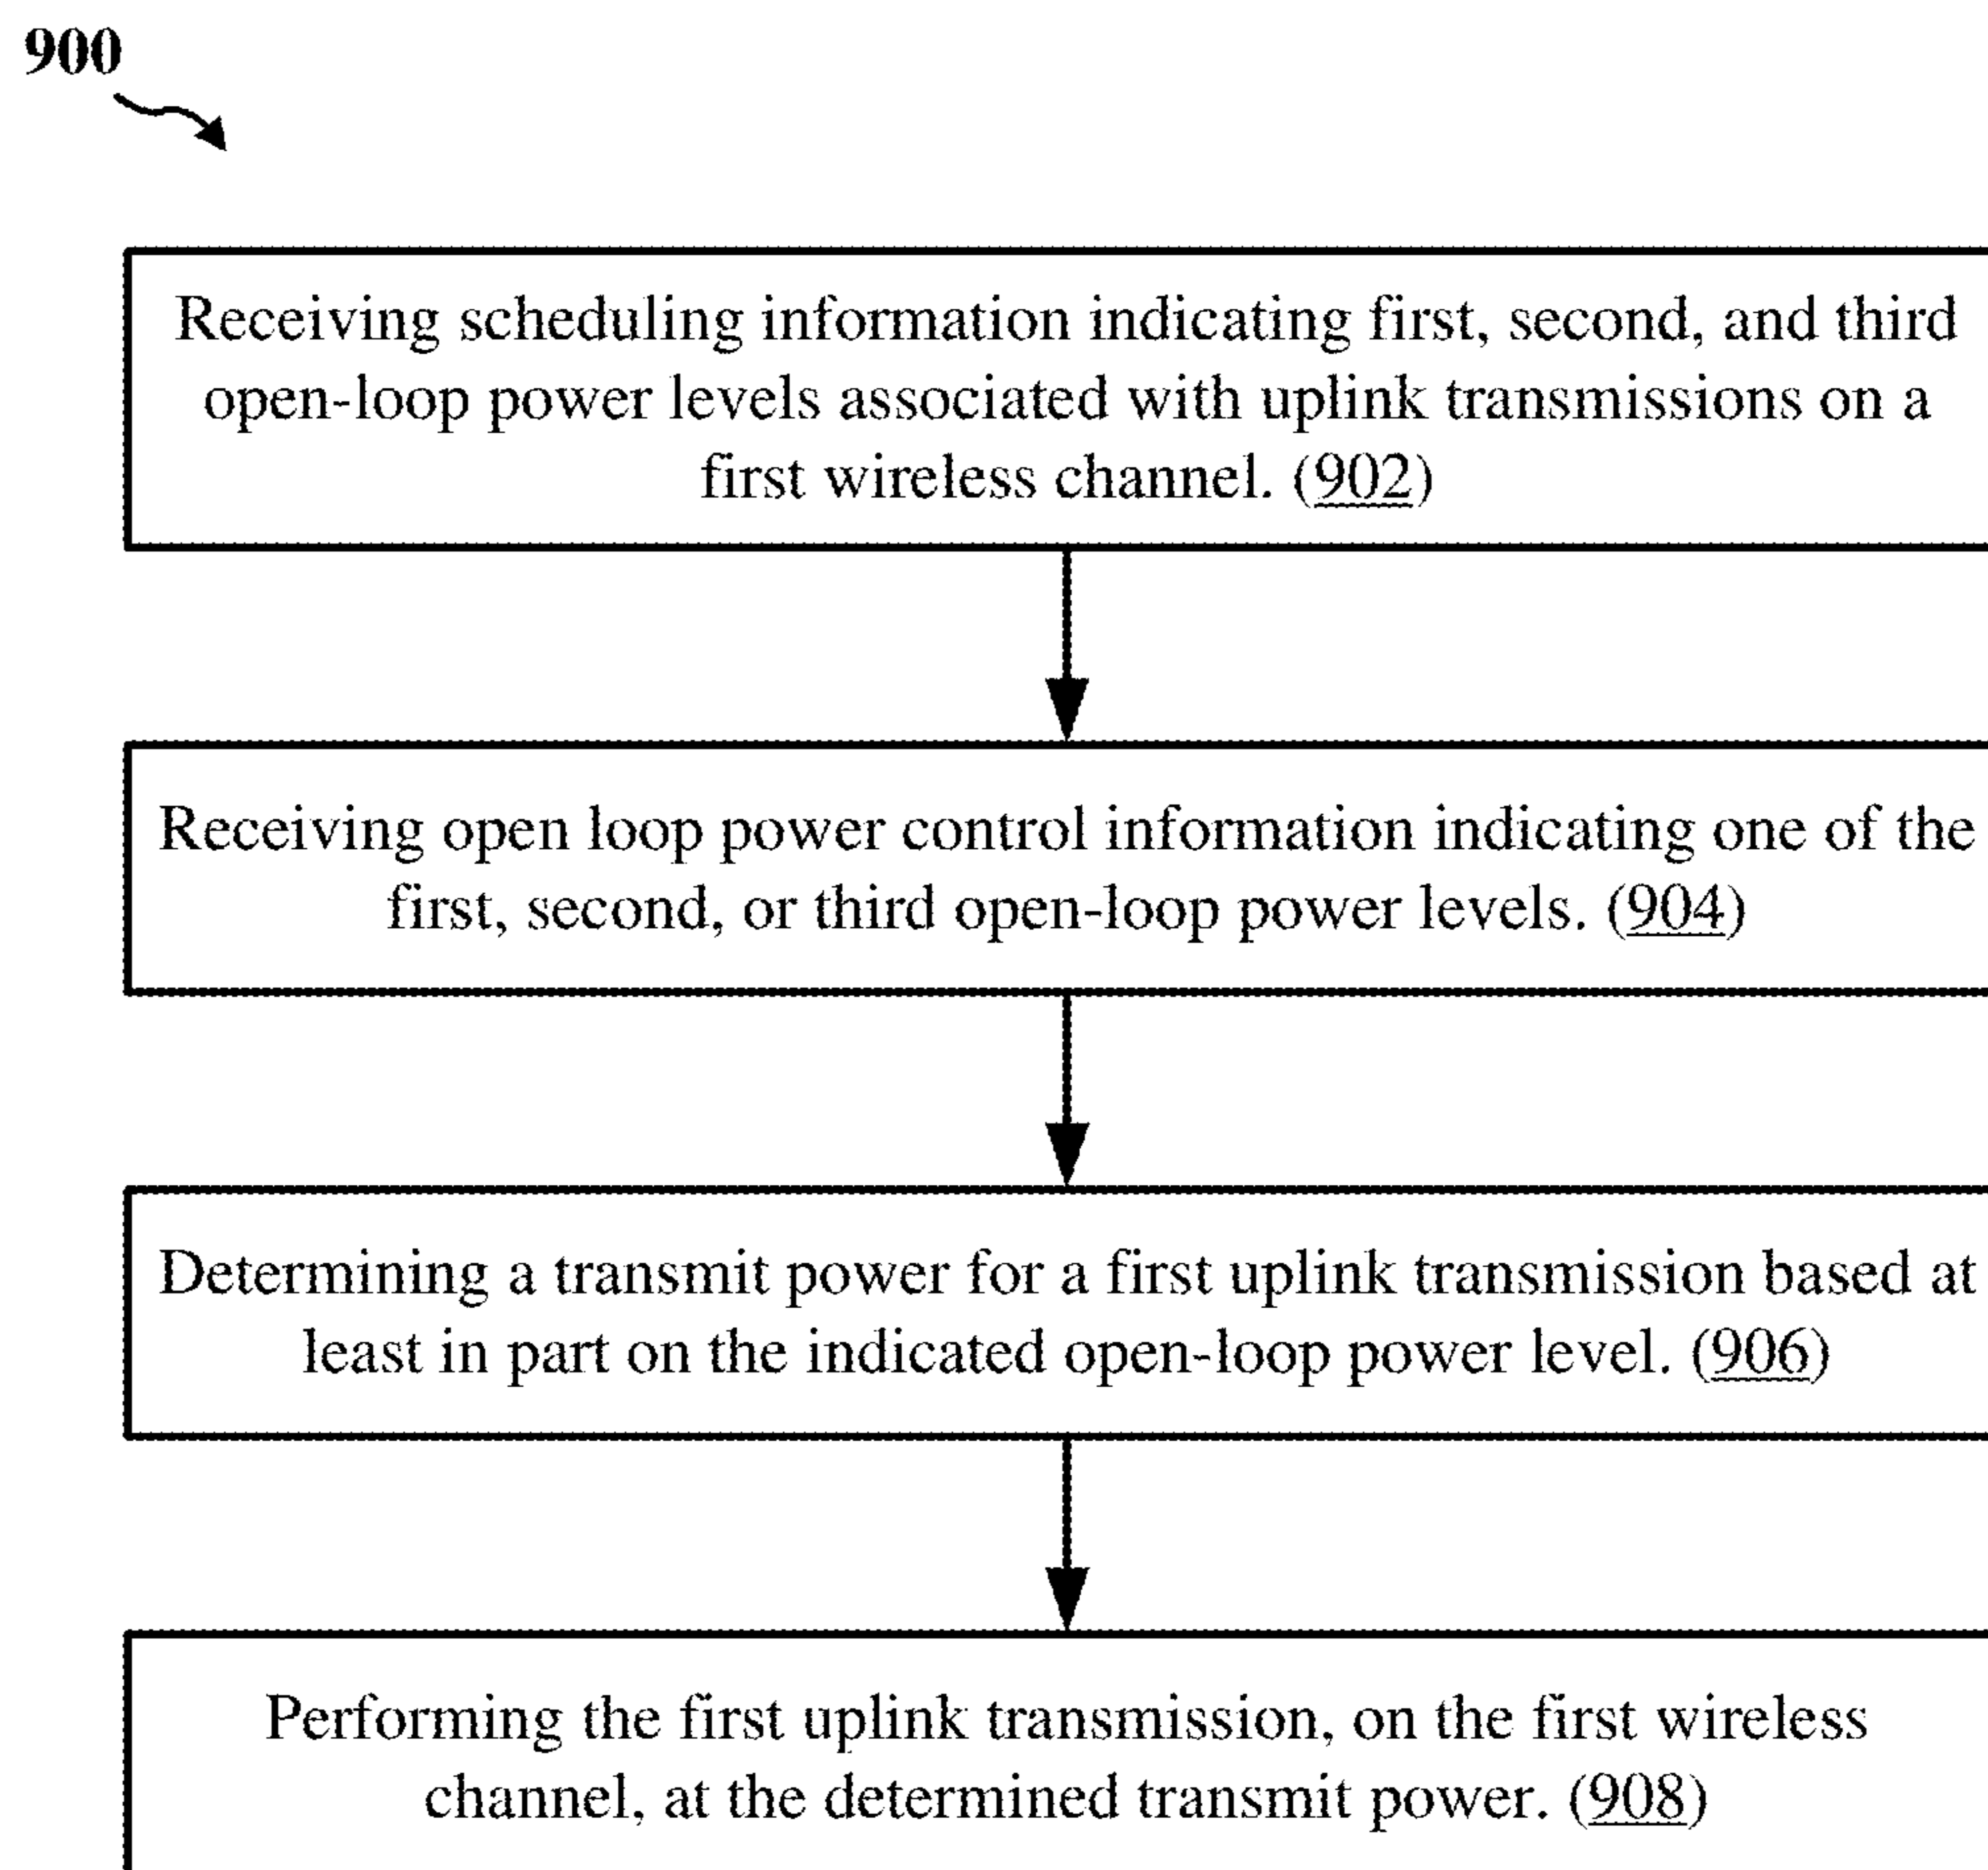 900
Receiving scheduling information indicating first, second, and third
open-loop power levels associated with uplink transmissions on a
first wireless channel. (902)
Receiving open loop power control information indicating one of the
first, second, or third open-loop power levels. (904)
Determining a transmit power for a first uplink transmission based at
least in part on the indicated open-loop power level. (906)
Performing the first uplink transmission, on the first wireless
channel, at the determined transmit power. (908)